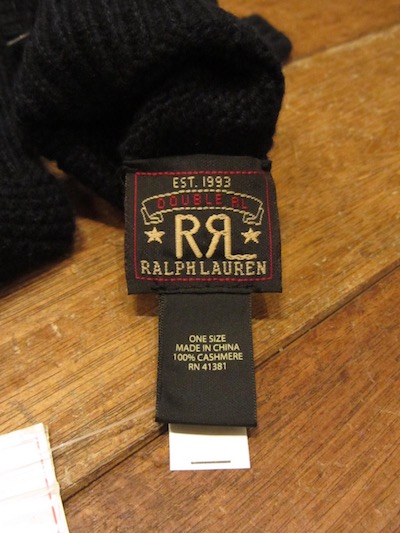 EST. 1993
DOUBLE RL
RRL
RALPH LAUREN
ONE SIZE
MADE IN CHINA
100% CASHMERE
RN 41381